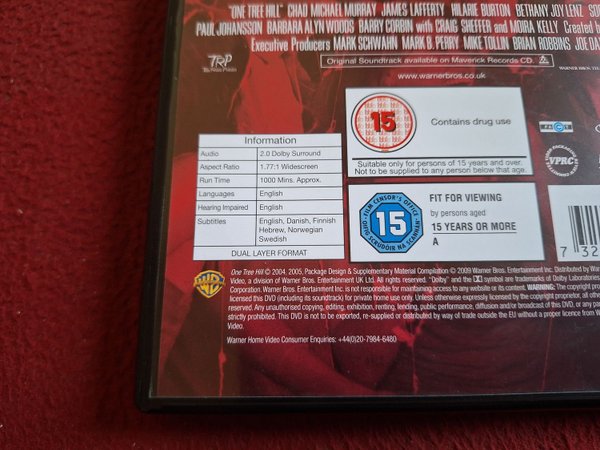 "ONE TREE HILL" CHAD MICHAEL MURRAY JAMES LAFFERTY HILARIE BURTON BETHANY JOY LENZ
PAUL JOHANSSON BARBARA ALYN WOODS BARRY CORBIN with CRAIG SHEFFER and MOIRA KELLY Created
Executive Producers MARK SCHWAHN MARK B. PERRY MIKE TOLLIN BRIAN ROBBINS JOE
TRP
Original Soundtrack available on Maverick Records CD.
WARNER BROS.
www.warnerbros.co.uk
15
Contains drug use
Suitable only for persons of 15 years and over.
Not to be supplied to any person below that age.
Information
Audio 2.0 Dolby Surround
Aspect Ratio 1.77:1 Widescreen
Run Time 1000 Mins. Approx.
Languages English
Hearing Impaired English
Subtitles English, Danish, Finnish
Hebrew, Norwegian
Swedish
DUAL LAYER FORMAT
FILM CENSOR'S OFFICE
15
OIFIG SCRÚDÓIR NA SCANNÁN
FIT FOR VIEWING
by persons aged
15 YEARS OR MORE
A
FACT
VPRC
7 32
WB
One Tree Hill © 2004, 2005. Package Design & Supplementary Material Compilation © 2009 Warner Bros. Entertainment Inc. Distributed by Warner
Video, a division of Warner Bros. Entertainment UK Ltd. All rights reserved. "Dolby" and the DD symbol are trademarks of Dolby Laboratories
Corporation. Warner Bros. Entertainment Inc. is not responsible for maintaining access to any website or its content. WARNING: The copyright
licensed this DVD (including its soundtrack) for private home use only. Unless otherwise expressly licensed by the copyright proprietor, all other
reserved. Any unauthorised copying, editing, exhibition, renting, lending, public performance, diffusion and/or broadcast of this DVD, or any
strictly prohibited. This DVD is not to be exported, re-supplied or distributed by way of trade outside the EU without a proper licence from
Video.
Warner Home Video Consumer Enquiries: +44(0)20-7984-6480